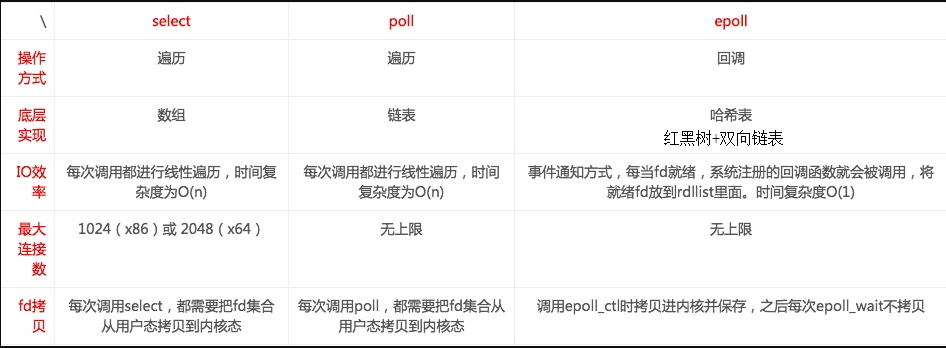 \ select poll epoll
操作
方式 遍历 遍历 回调
底层
实现 数组 链表 哈希表
红黑树+双向链表
IO效
率 每次调用都进行线性遍历，时间
复杂度为O(n) 每次调用都进行线性遍历，时间
复杂度为O(n) 事件通知方式，每当fd就绪，系统注册的回调函数就会被调用，将
就绪fd放到rdllist里面。时间复杂度O(1)
最大
连接
数 1024（x86）或 2048（x64） 无上限 无上限
fd拷
贝 每次调用select，都需要把fd集合
从用户态拷贝到内核态 每次调用poll，都需要把fd集合从
用户态拷贝到内核态 调用epoll_ctl时拷贝进内核并保存，之后每次epoll_wait不拷贝